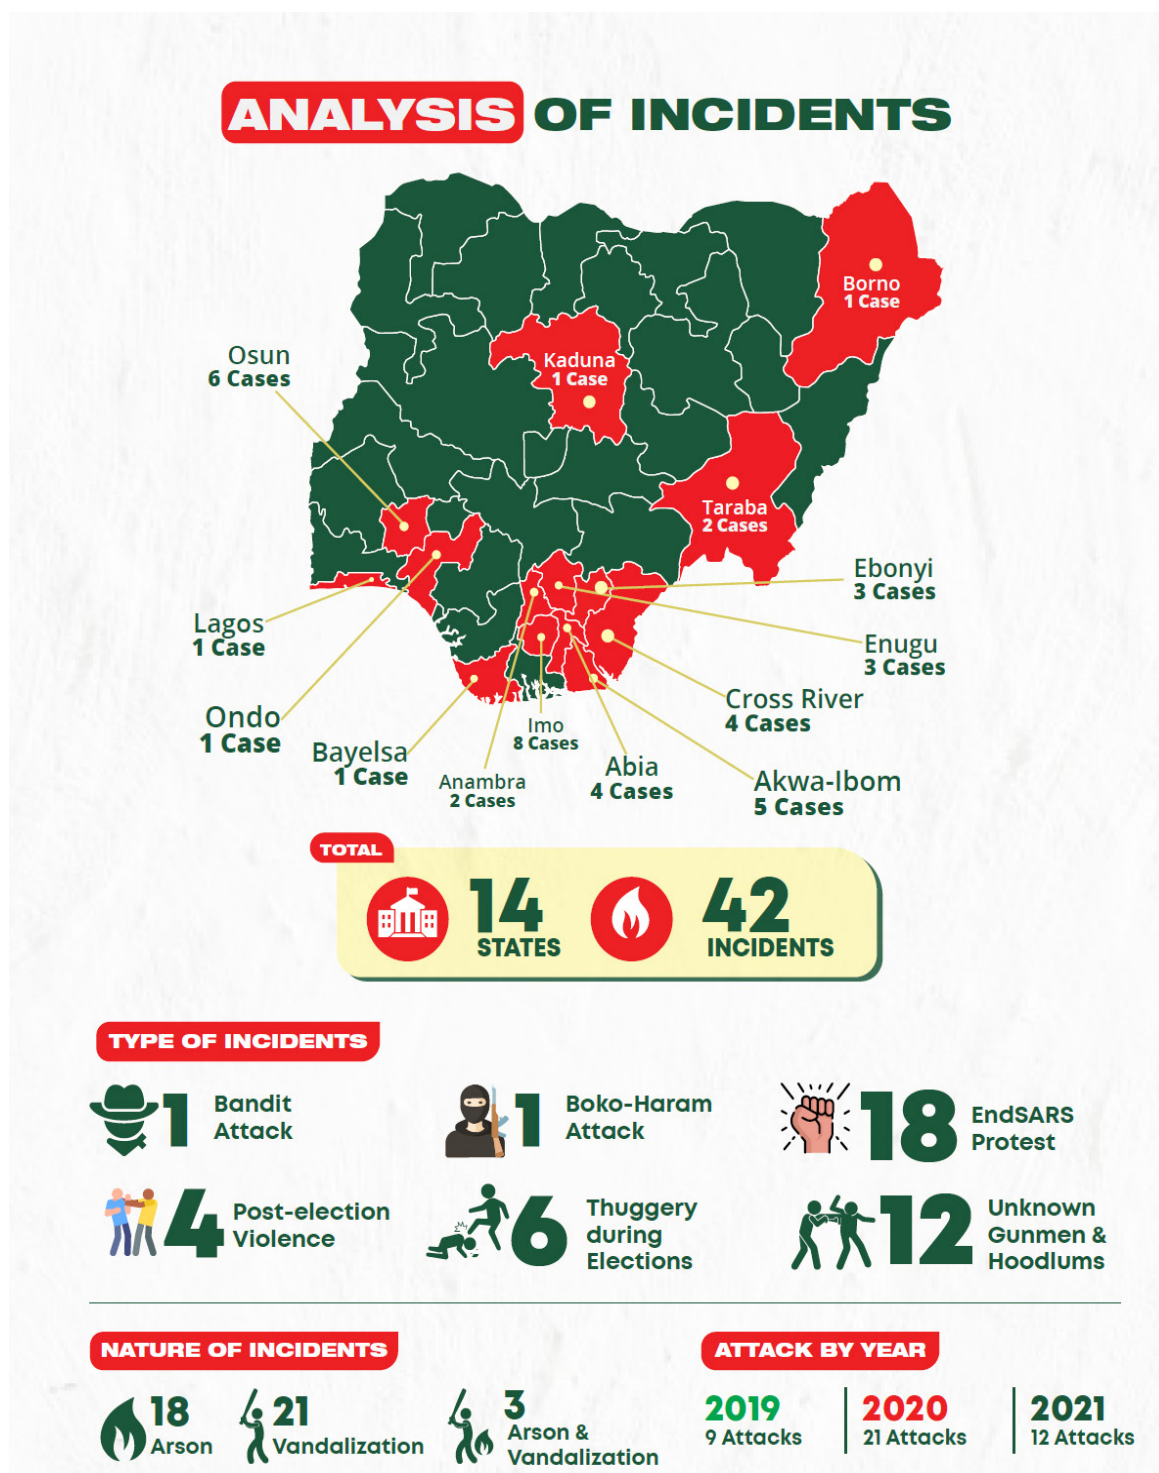 ANALYSIS OF INCIDENTS
Borno
1 Case
Kaduna
1 Case
Osun
6 Cases
Taraba
2 Cases
Ebonyi
3 Cases
Lagos
1 Case
Enugu
3 Cases
Cross River
4 Cases
Ondo
1 Case
Imo
8 Cases
Bayelsa
1 Case
Abia
4 Cases
Anambra
2 Cases
Akwa-Ibom
5 Cases
TOTAL
14
STATES
42
INCIDENTS
TYPE OF INCIDENTS
1 Bandit
Attack
1 Boko-Haram
Attack
18 EndSARS
Protest
4 Post-election
Violence
6 Thuggery
during
Elections
12 Unknown
Gunmen &
Hoodlums
NATURE OF INCIDENTS
18
Arson
21
Vandalization
3
Arson &
Vandalization
ATTACK BY YEAR
2019
9 Attacks
2020
21 Attacks
2021
12 Attacks